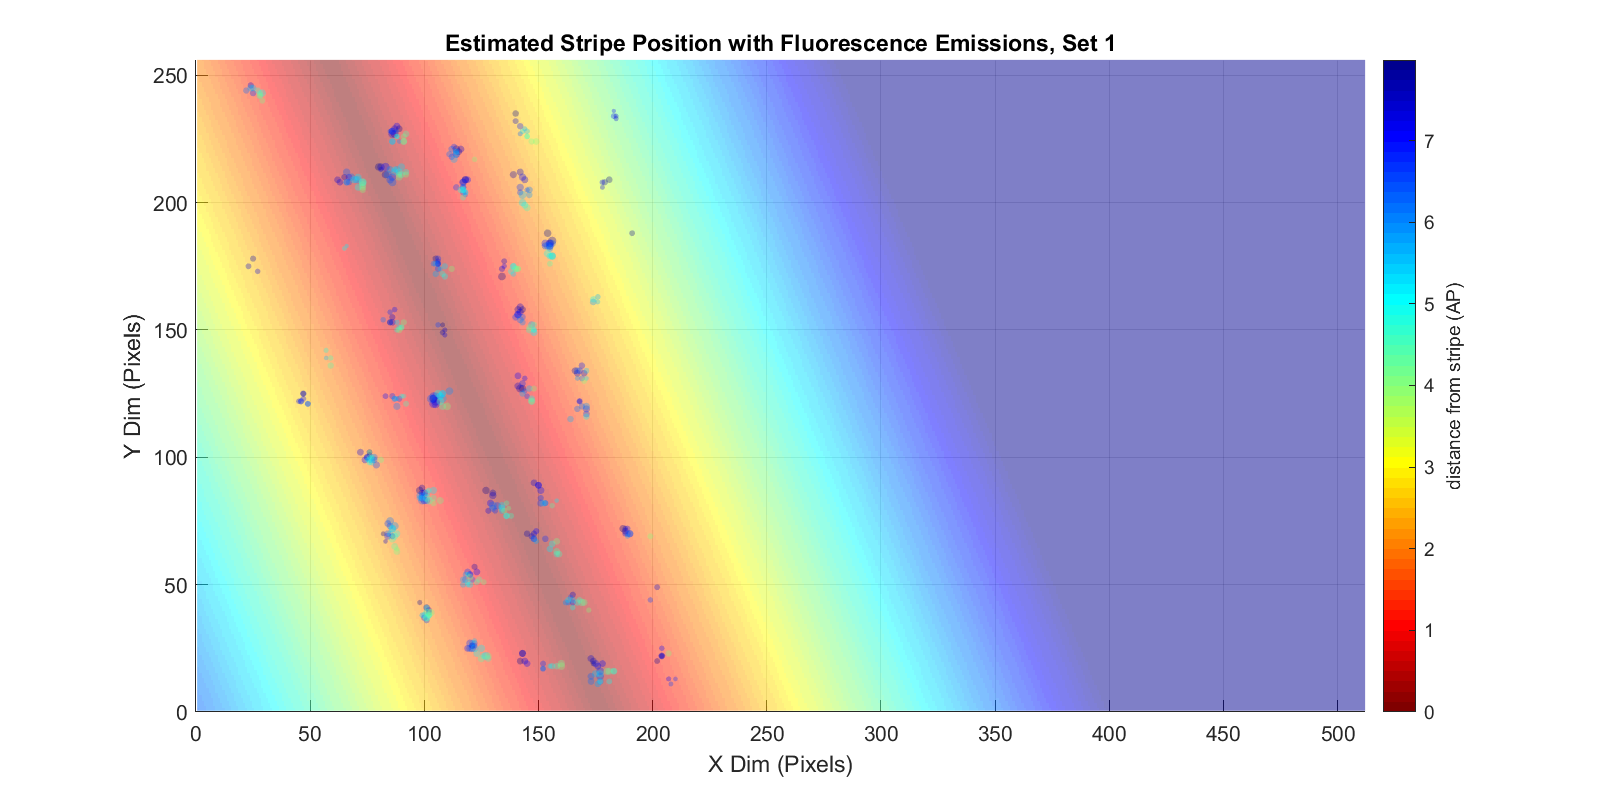 Estimated Stripe Position with Fluorescence Emissions, Set 1
250
200
150
100
50
0
Y Dim (Pixels)
0 50 100 150 200 250 300 350 400 450 500
X Dim (Pixels)
7
6
5
4
3
2
1
0
distance from stripe (AP)